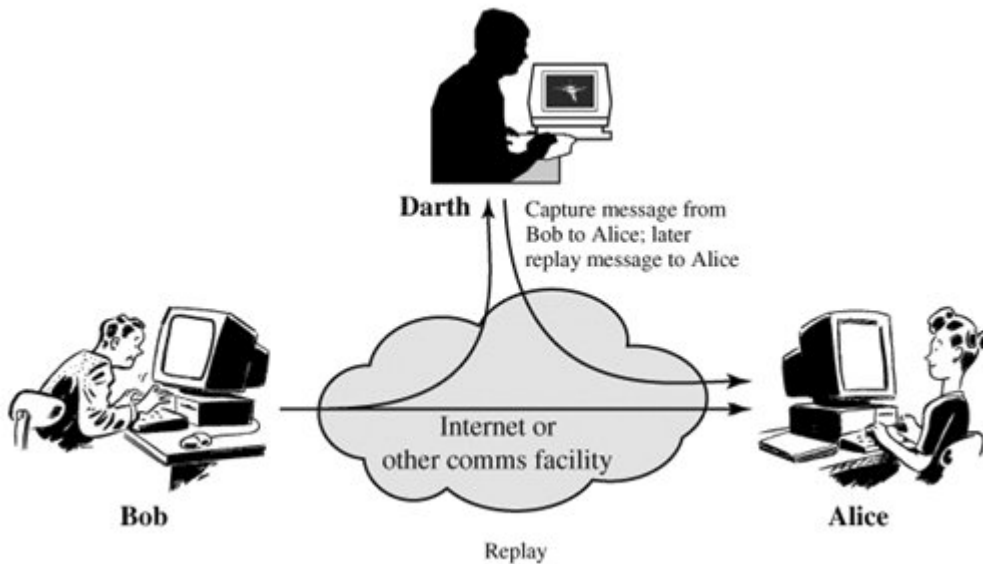 Darth
Capture message from
Bob to Alice; later
replay message to Alice
Internet or
other comms facility
Bob
Alice
Replay